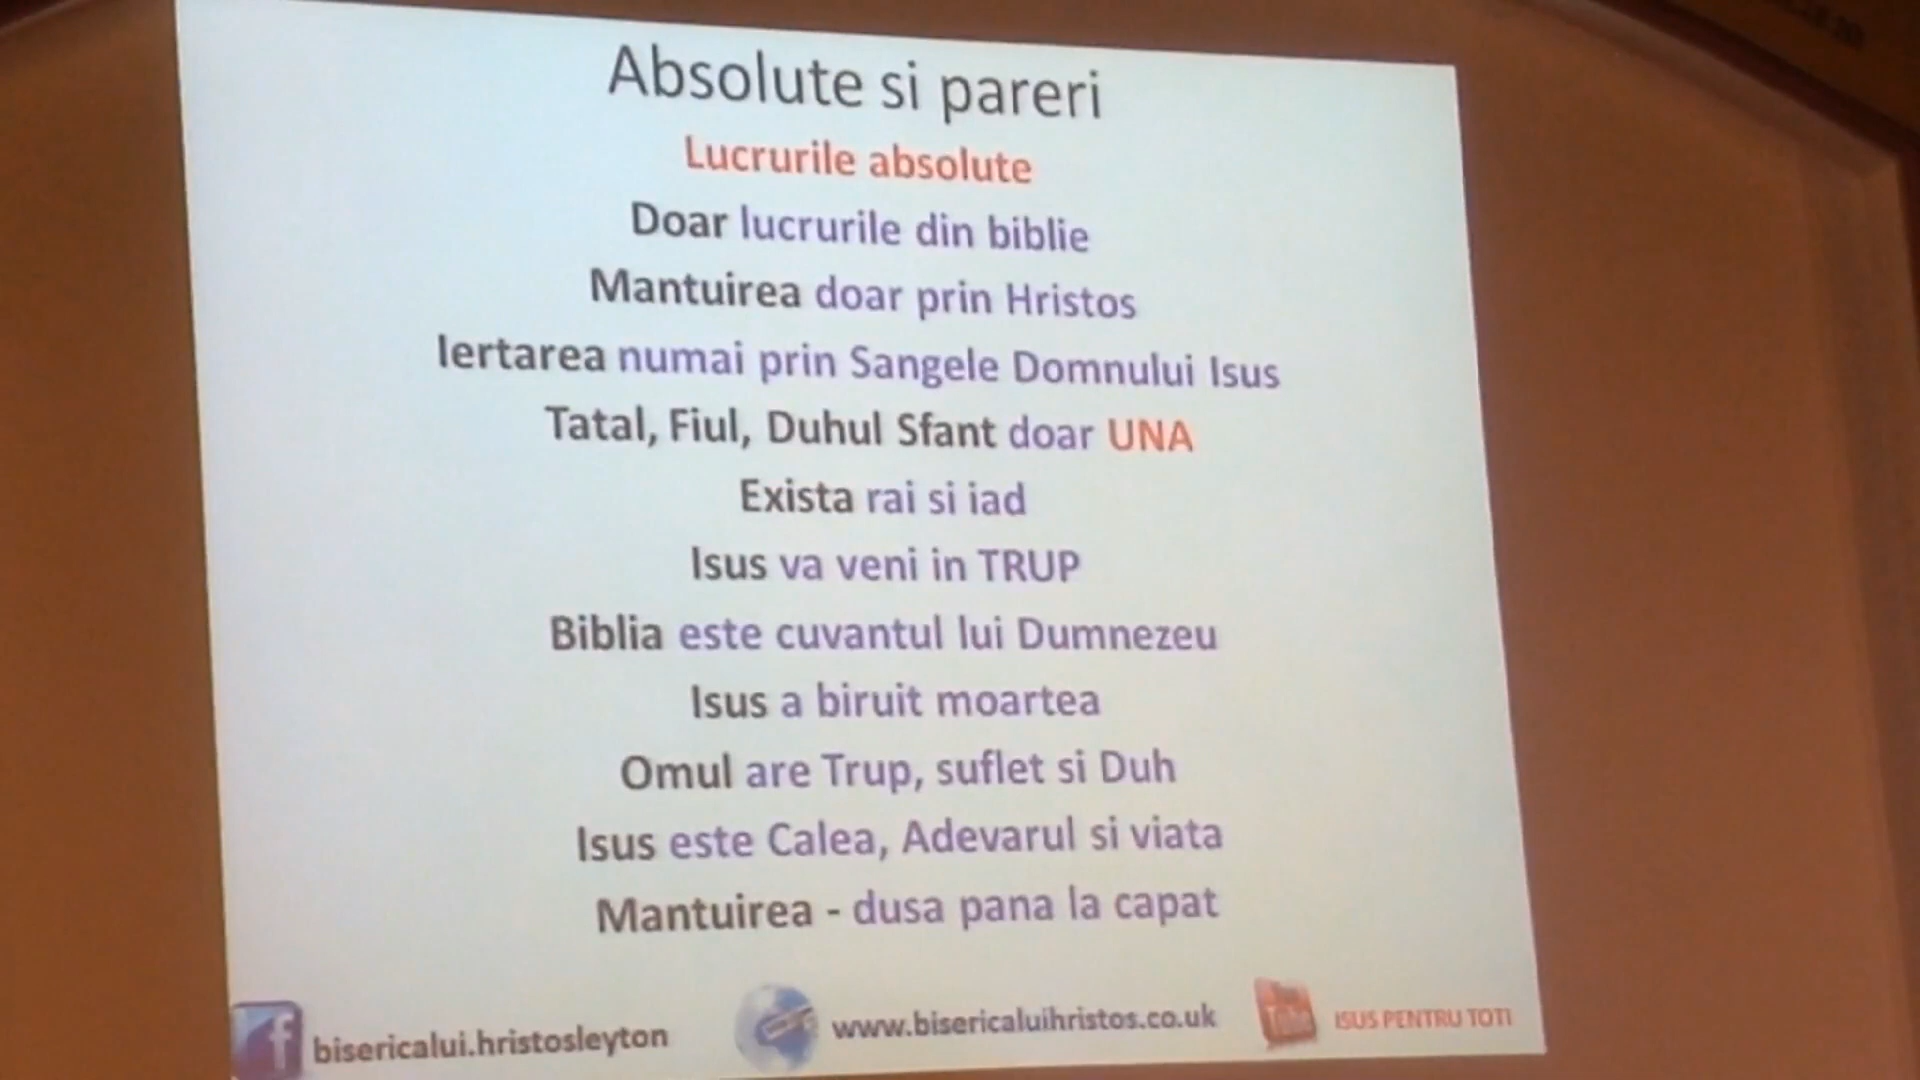 Absolute si pareri
Lucrurile absolute
Doar lucrurile din biblie
Mantuirea doar prin Hristos
Iertarea numai prin Sangele Domnului Isus
Tatal, Fiul, Duhul Sfant doar UNA
Exista rai si iad
Isus va veni in TRUP
Biblia este cuvantul lui Dumnezeu
Isus a biruit moartea
Omul are Trup, suflet si Duh
Isus este Calea, Adevarul si viata
Mantuirea - dusa pana la capat
f bisericalui.hristosleyton www.bisericaluihristos.co.uk You Tube ISUS PENTRU TOTI